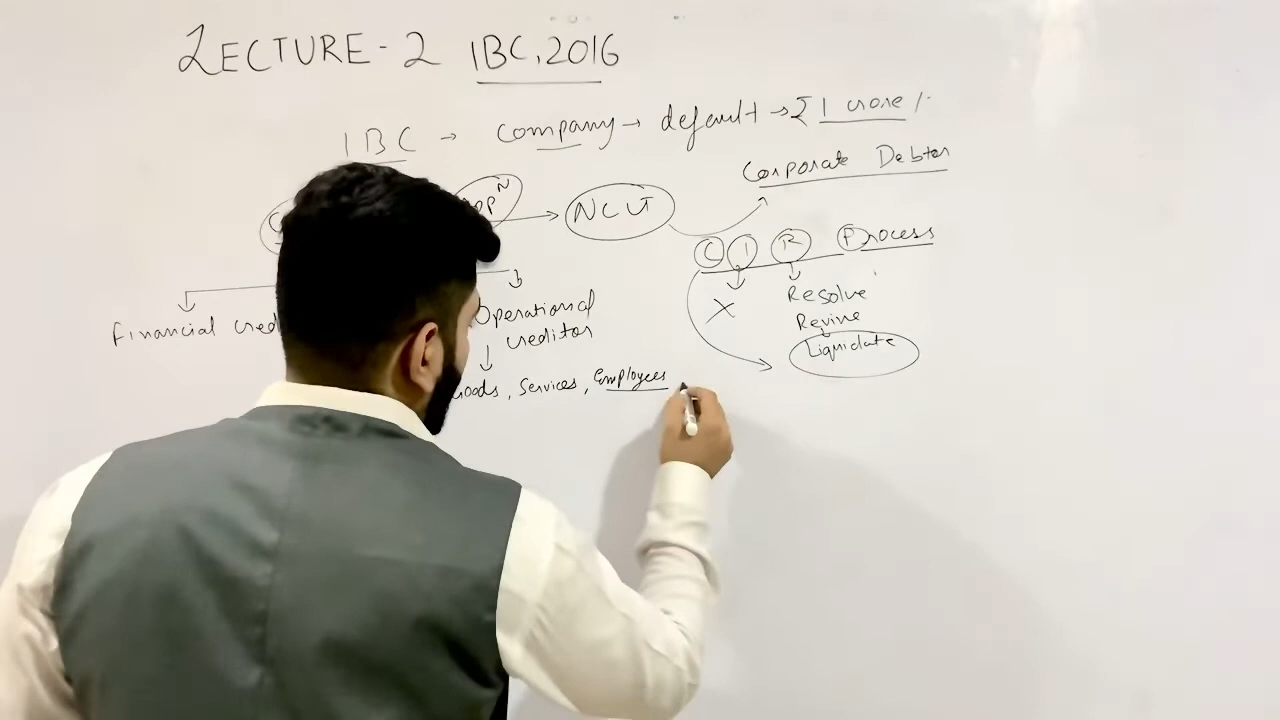 LECTURE - 2 IBC, 2016
IBC → company → default → ₹ 1 crore/-
Corporate Debtor
NCLT
C I R Process
X
Resolve
Revive
Liquidate
Financial cred
Operational
creditor
Goods, Services, Employees